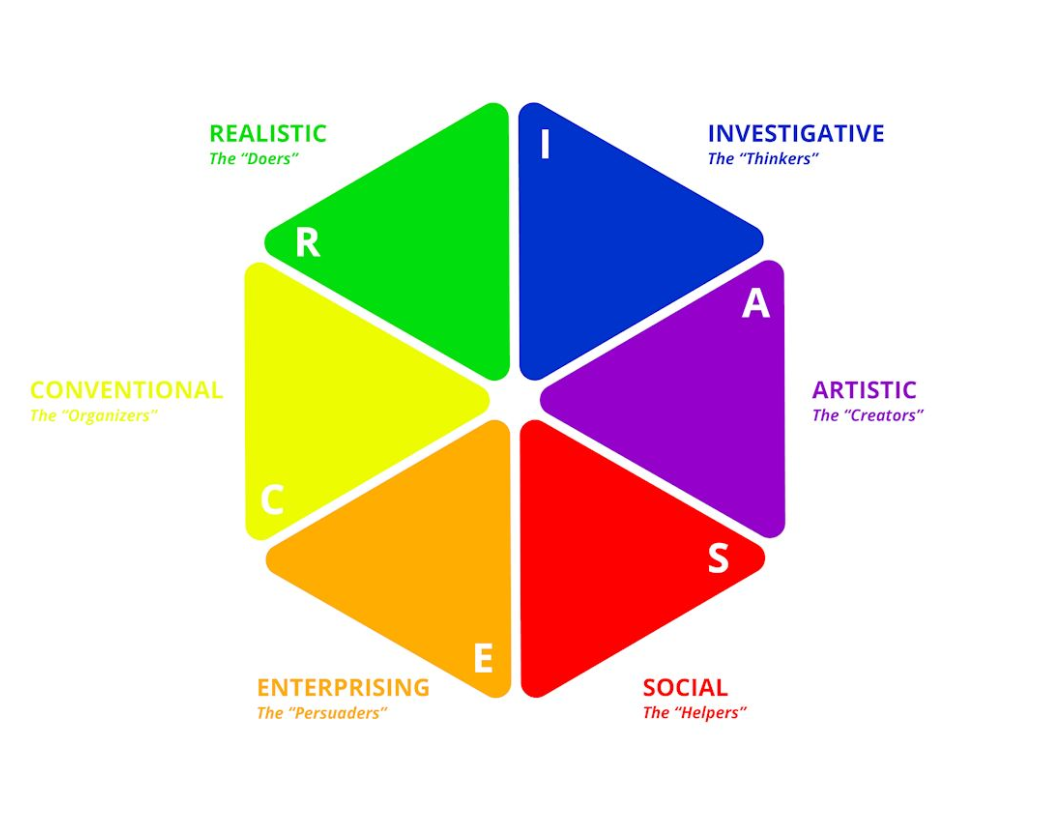 REALISTIC
The “Doers”
I
INVESTIGATIVE
The “Thinkers”
R
A
CONVENTIONAL
The “Organizers”
ARTISTIC
The “Creators”
C
S
E
ENTERPRISING
The “Persuaders”
SOCIAL
The “Helpers”